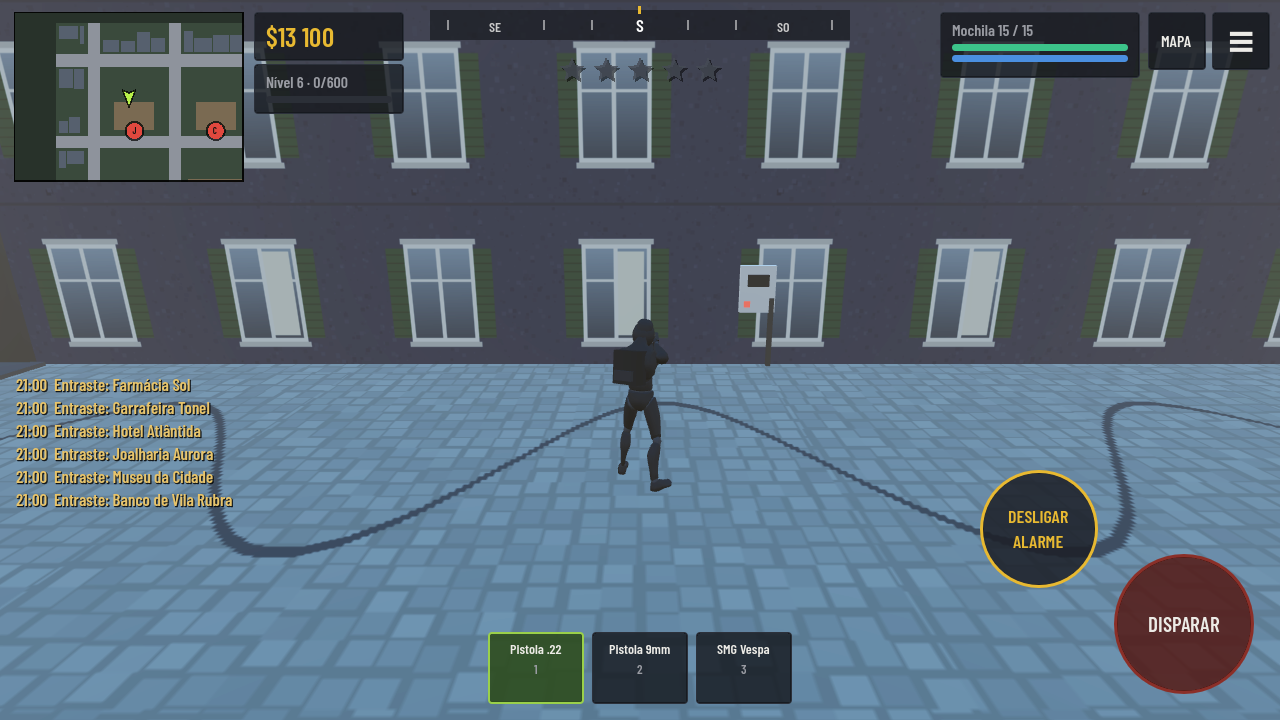 $13 100
Nível 6 · 0/600
SE
S
SO
Mochila 15 / 15
MAPA
J
C
21:00 Entraste: Farmácia Sol
21:00 Entraste: Garrafeira Tonel
21:00 Entraste: Hotel Atlântida
21:00 Entraste: Joalharia Aurora
21:00 Entraste: Museu da Cidade
21:00 Entraste: Banco de Vila Rubra
DESLIGAR
ALARME
DISPARAR
Pistola .22
1
Pistola 9mm
2
SMG Vespa
3